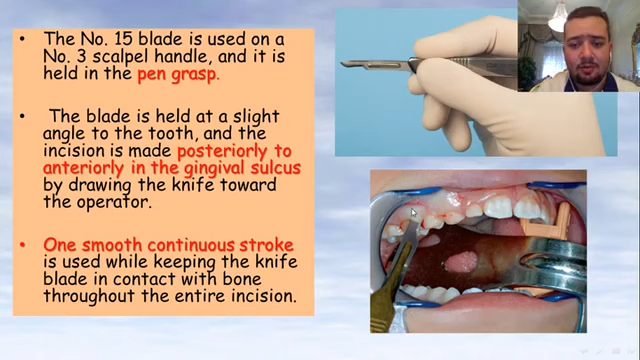 • The No. 15 blade is used on a
No. 3 scalpel handle, and it is
held in the pen grasp.
• The blade is held at a slight
angle to the tooth, and the
incision is made posteriorly to
anteriorly in the gingival sulcus
by drawing the knife toward
the operator.
• One smooth continuous stroke
is used while keeping the knife
blade in contact with bone
throughout the entire incision.